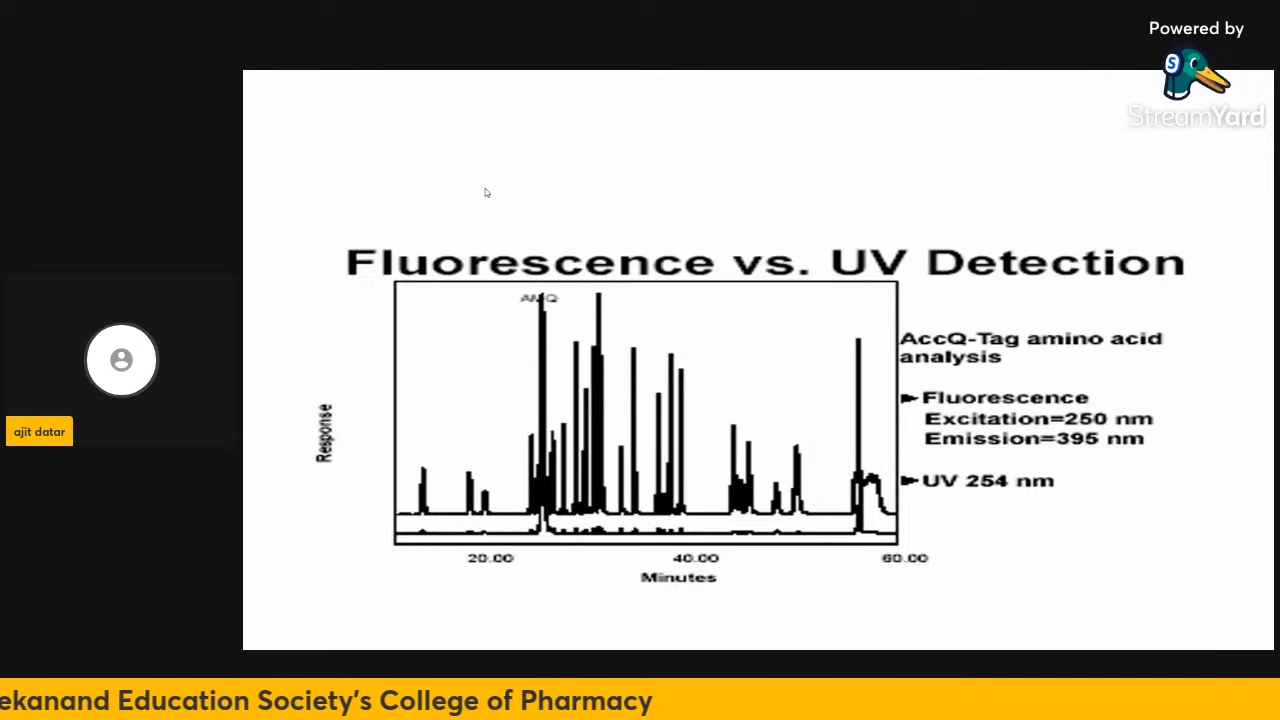 Powered by
StreamYard
Fluorescence vs. UV Detection
AMQ
AccQ-Tag amino acid
analysis
Fluorescence
Excitation=250 nm
Emission=395 nm
UV 254 nm
Response
20.00 40.00 60.00
Minutes
ajit datar
ekanand Education Society's College of Pharmacy